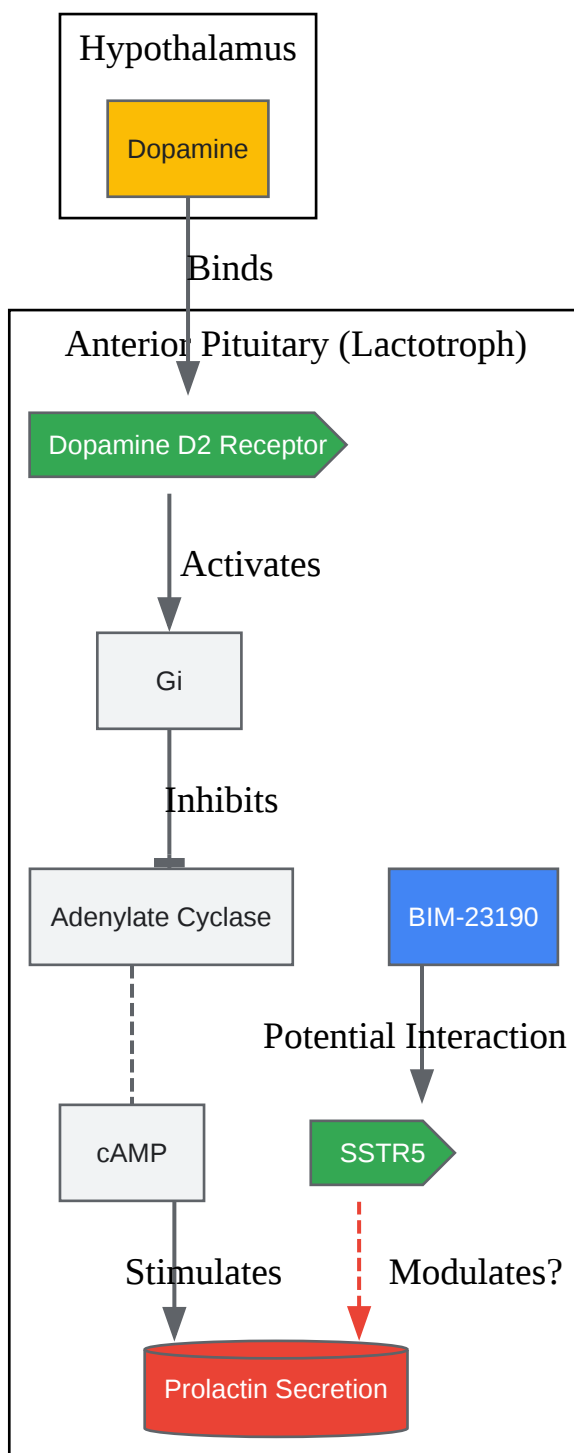 Hypothalamus
Dopamine
Binds
Anterior Pituitary (Lactotroph)
Dopamine D2 Receptor
Activates
Gi
Inhibits
Adenylate Cyclase
BIM-23190
Potential Interaction
cAMP
SSTR5
Stimulates
Modulates?
Prolactin Secretion